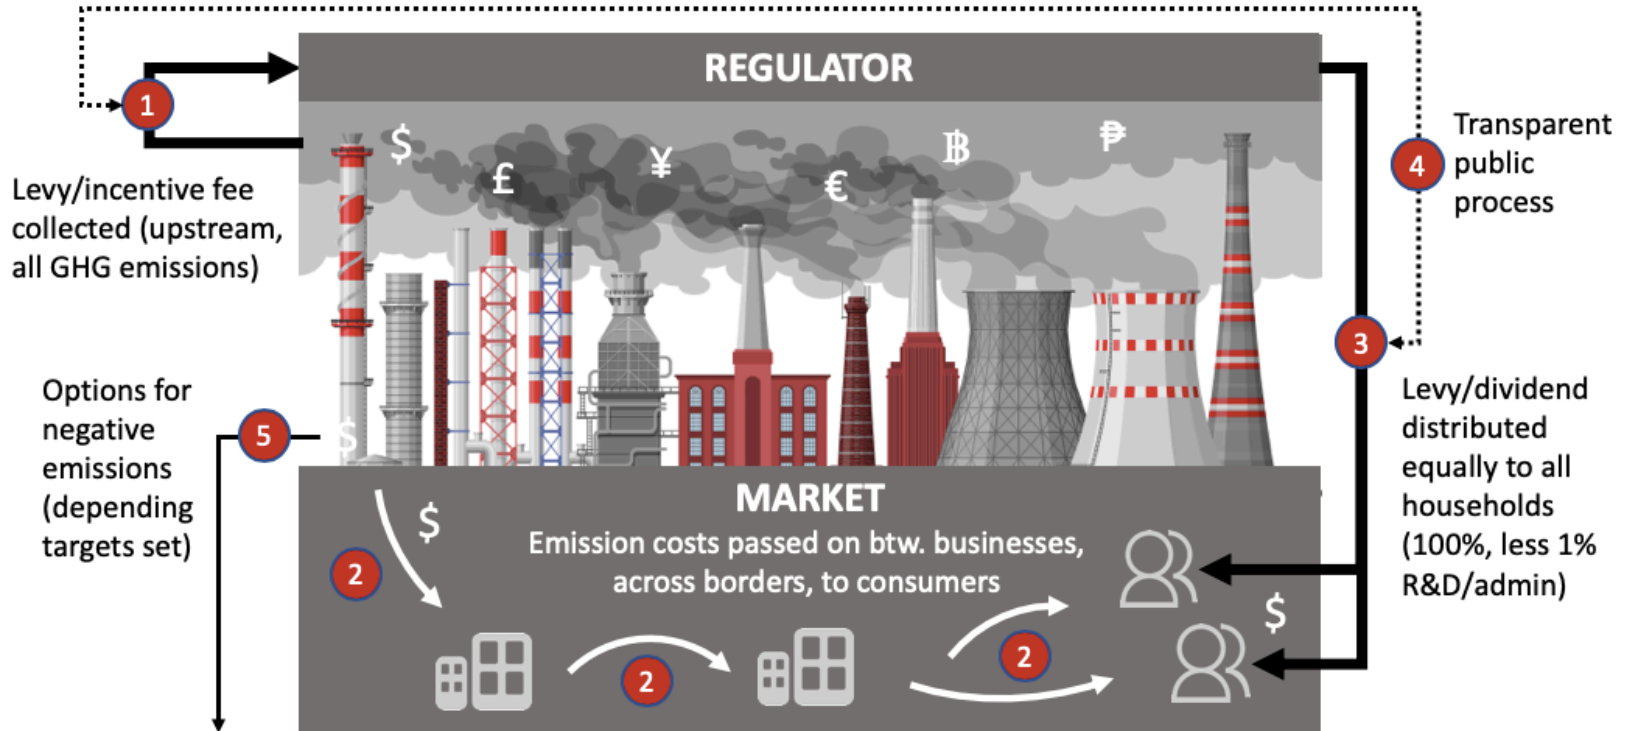 REGULATOR
1
Levy/incentive fee
collected (upstream,
all GHG emissions)
$
£
¥
€
฿
₱
4
Transparent
public
process
3
Levy/dividend
distributed
equally to all
households
(100%, less 1%
R&D/admin)
5
Options for
negative
emissions
(depending
targets set)
$
MARKET
Emission costs passed on btw. businesses,
across borders, to consumers
$
2
2
2
$